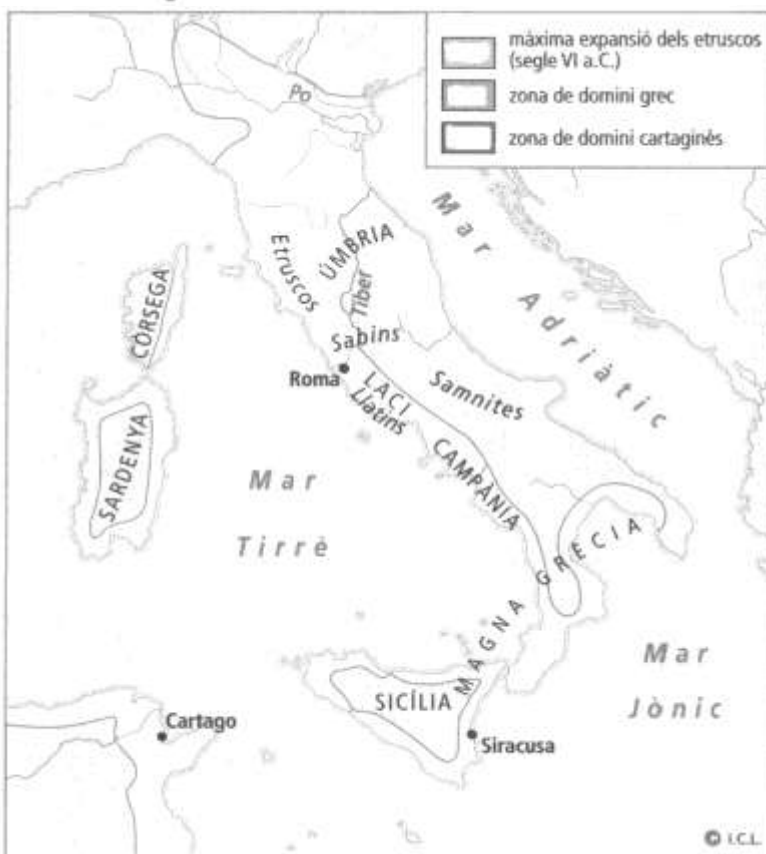 màxima expansió dels etruscos
(segle VI a.C.)
zona de domini grec
zona de domini cartaginès
Po
Mar Adriàtic
Etruscos
ÚMBRIA
Tíber
CÒRSEGA
Sabins
Roma
LACI
Llatins
Samnites
SARDENYA
CAMPÀNIA
Mar
Tirrè
MAGNA GRÈCIA
Mar
Jònic
SICÍLIA
Cartago
Siracusa
© I.C.L.